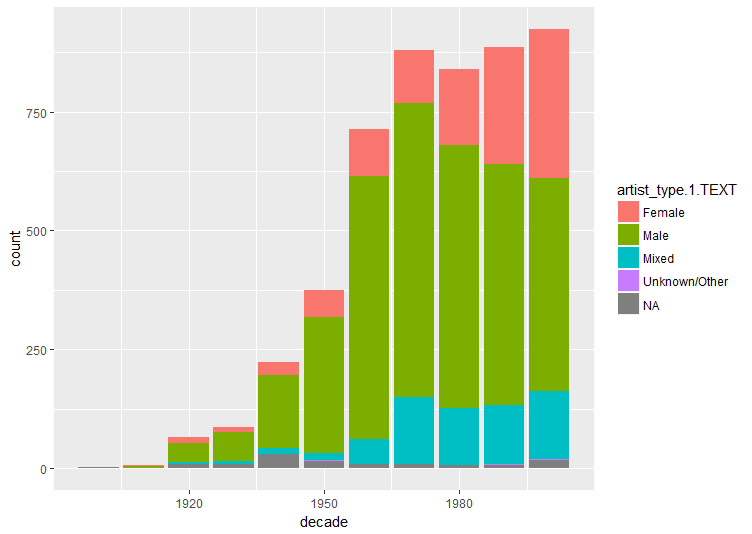 750
500
250
0
count
1920
1950
1980
decade
artist_type.1.TEXT
Female
Male
Mixed
Unknown/Other
NA